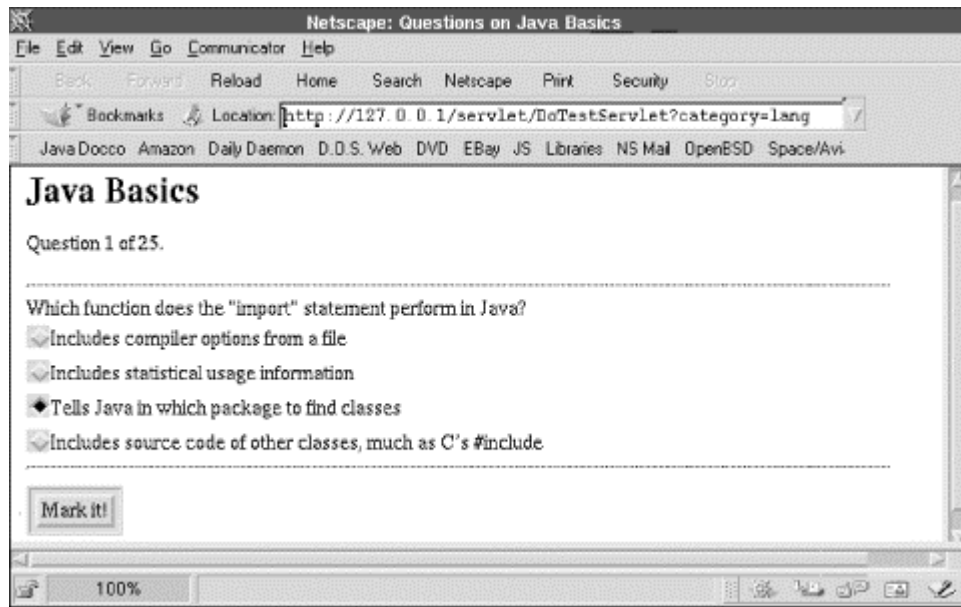 Netscape: Questions on Java Basics
File Edit View Go Communicator Help
Back Forward Reload Home Search Netscape Print Security Stop
Bookmarks Location: http://127.0.0.1/servlet/DoTestServlet?category=lang
Java Docco Amazon Daily Daemon D.D.S. Web DVD EBay JS Libraries NS Mail OpenBSD Space/Avi
Java Basics
Question 1 of 25.
Which function does the "import" statement perform in Java?
Includes compiler options from a file
Includes statistical usage information
Tells Java in which package to find classes
Includes source code of other classes, much as C's #include
Mark it!
100%